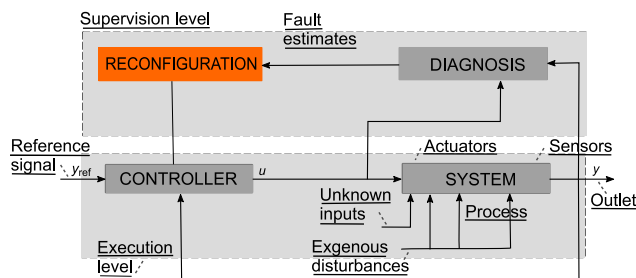 Supervision level
Fault
estimates
RECONFIGURATION
DIAGNOSIS
Reference
signal
yref
Actuators
Sensors
CONTROLLER
u
SYSTEM
y
Outlet
Unknown
inputs
Process
Execution
level
Exgenous
disturbances